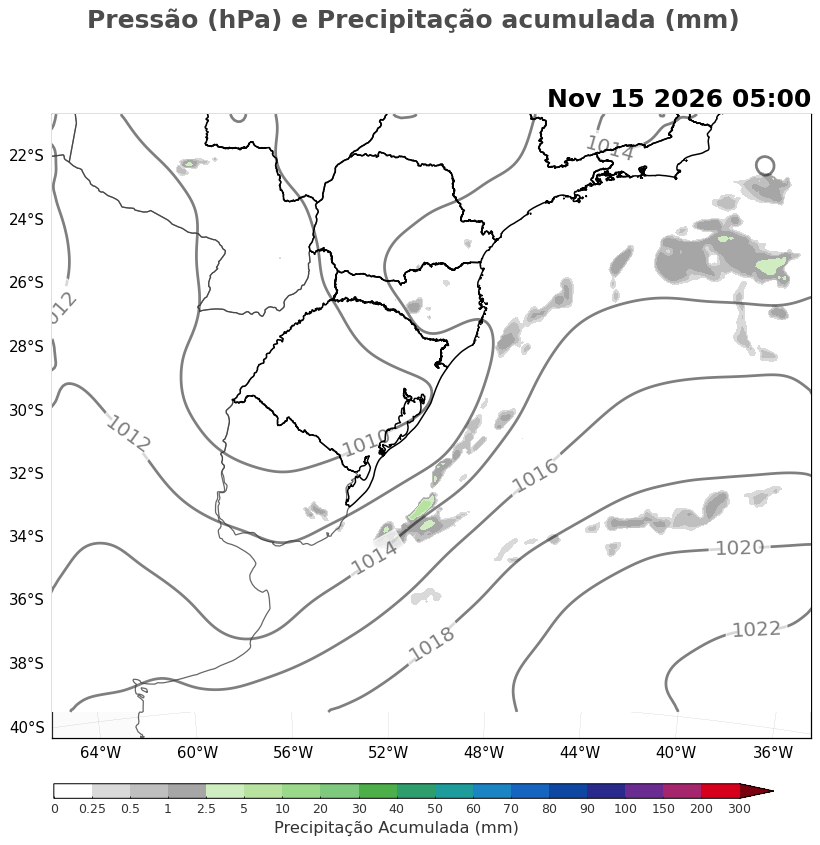 Pressão (hPa) e Precipitação acumulada (mm)
Nov 15 2026 05:00
1014
22°S
24°S
26°S
012
28°S
30°S
1012
1010
32°S
1016
34°S
1014
1020
36°S
1018
1022
38°S
40°S
64°W 60°W 56°W 52°W 48°W 44°W 40°W 36°W
0 0.25 0.5 1 2.5 5 10 20 30 40 50 60 70 80 90 100 150 200 300
Precipitação Acumulada (mm)